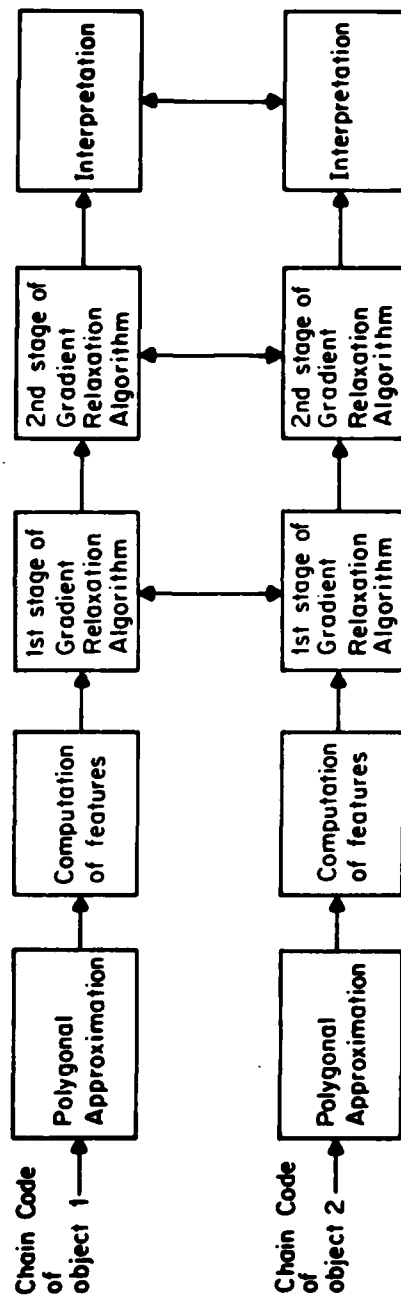 Chain Code
of
object 1
Polygonal
Approximation
Computation
of features
1st stage of
Gradient
Relaxation
Algorithm
2nd stage of
Gradient
Relaxation
Algorithm
Interpretation
Chain Code
of
object 2
Polygonal
Approximation
Computation
of features
1st stage of
Gradient
Relaxation
Algorithm
2nd stage of
Gradient
Relaxation
Algorithm
Interpretation